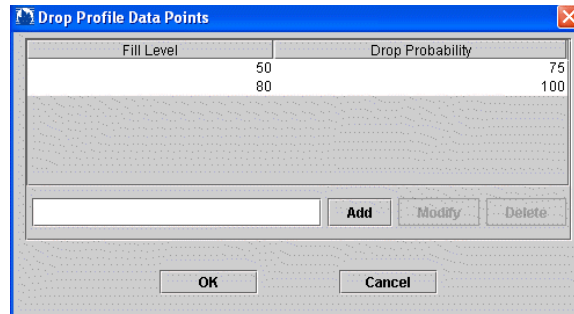 Drop Profile Data Points
Fill Level Drop Probability
50 75
80 100
Add Modify Delete
OK Cancel